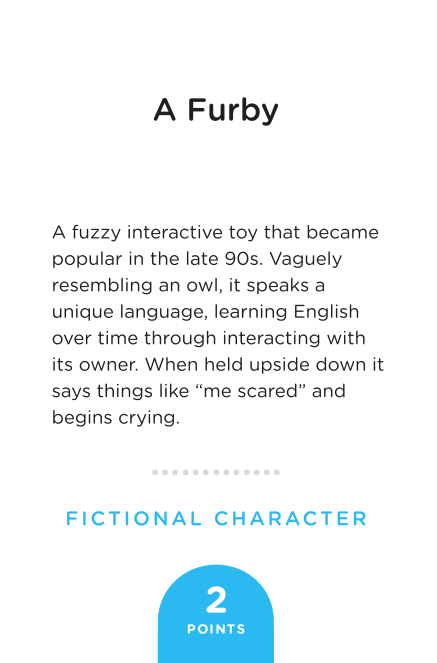 A Furby
A fuzzy interactive toy that became
popular in the late 90s. Vaguely
resembling an owl, it speaks a
unique language, learning English
over time through interacting with
its owner. When held upside down it
says things like “me scared” and
begins crying.
FICTIONAL CHARACTER
2
POINTS